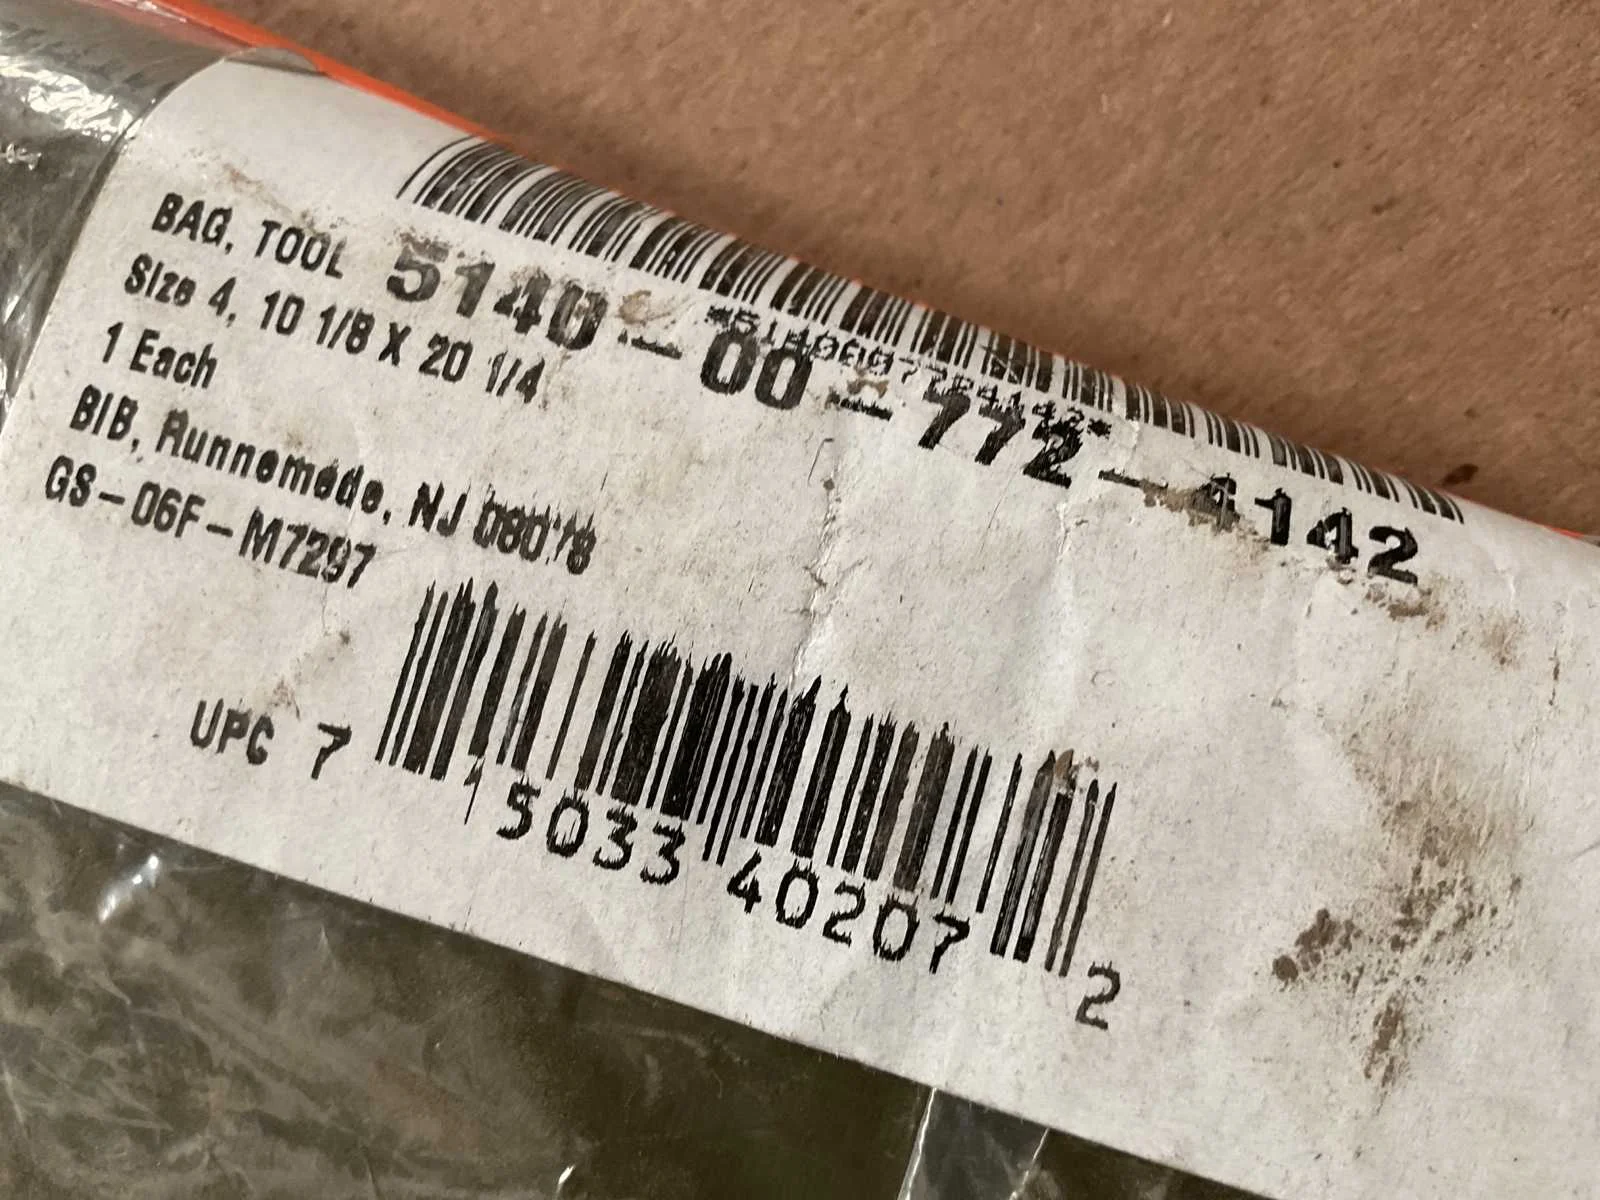 *5140007724142*
BAG, TOOL 5140-00-772-4142
Size 4, 10 1/8 X 20 1/4
1 Each
BIB, Runnemede, NJ 08078
GS-06F-M7297
UPC 7 15033 40207 2